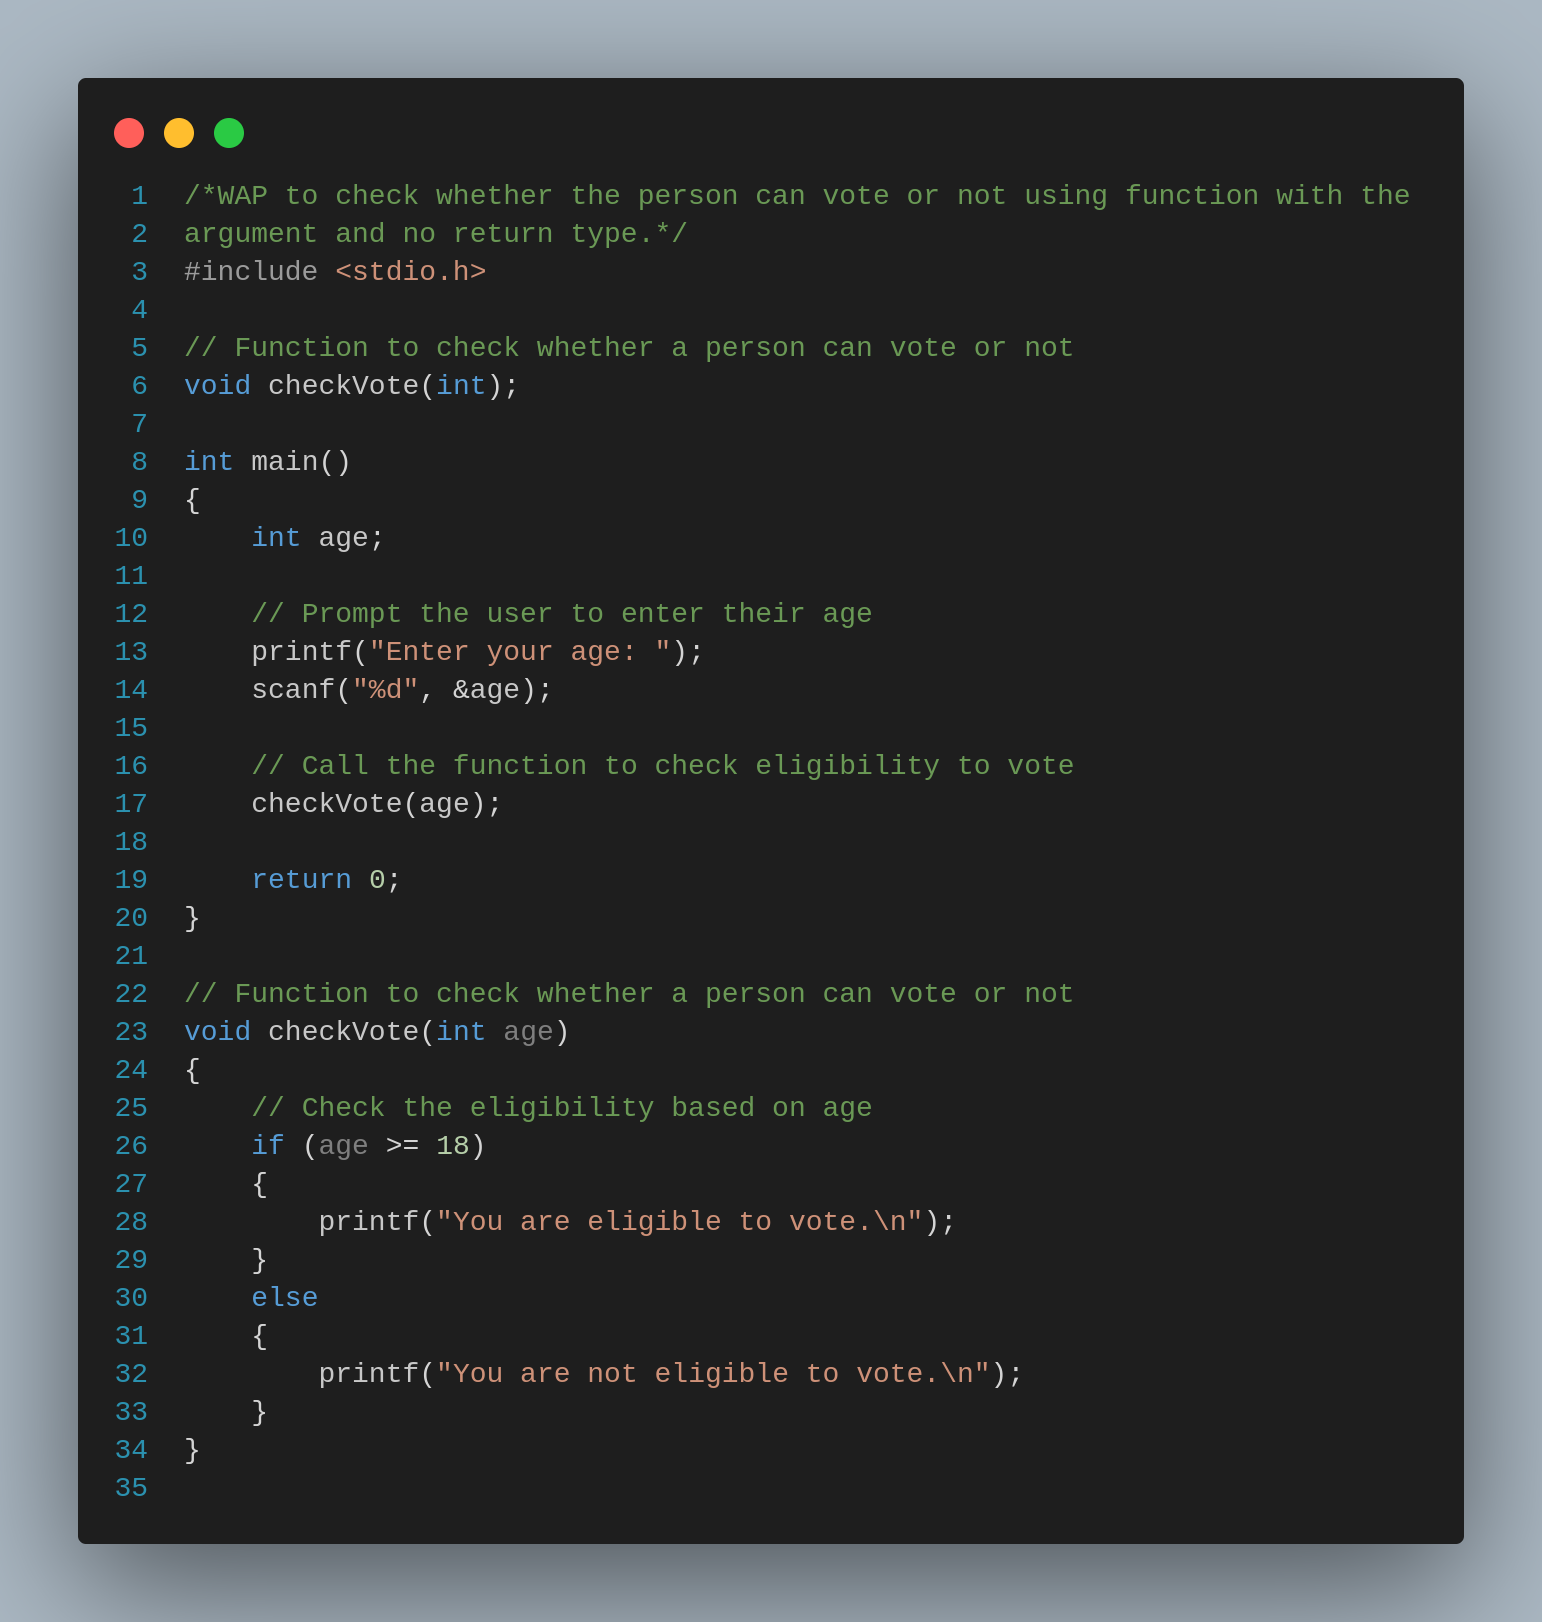 1 /*WAP to check whether the person can vote or not using function with the
2 argument and no return type.*/
3 #include <stdio.h>
4
5 // Function to check whether a person can vote or not
6 void checkVote(int);
7
8 int main()
9 {
10     int age;
11
12     // Prompt the user to enter their age
13     printf("Enter your age: ");
14     scanf("%d", &age);
15
16     // Call the function to check eligibility to vote
17     checkVote(age);
18
19     return 0;
20 }
21
22 // Function to check whether a person can vote or not
23 void checkVote(int age)
24 {
25     // Check the eligibility based on age
26     if (age >= 18)
27     {
28         printf("You are eligible to vote.\n");
29     }
30     else
31     {
32         printf("You are not eligible to vote.\n");
33     }
34 }
35